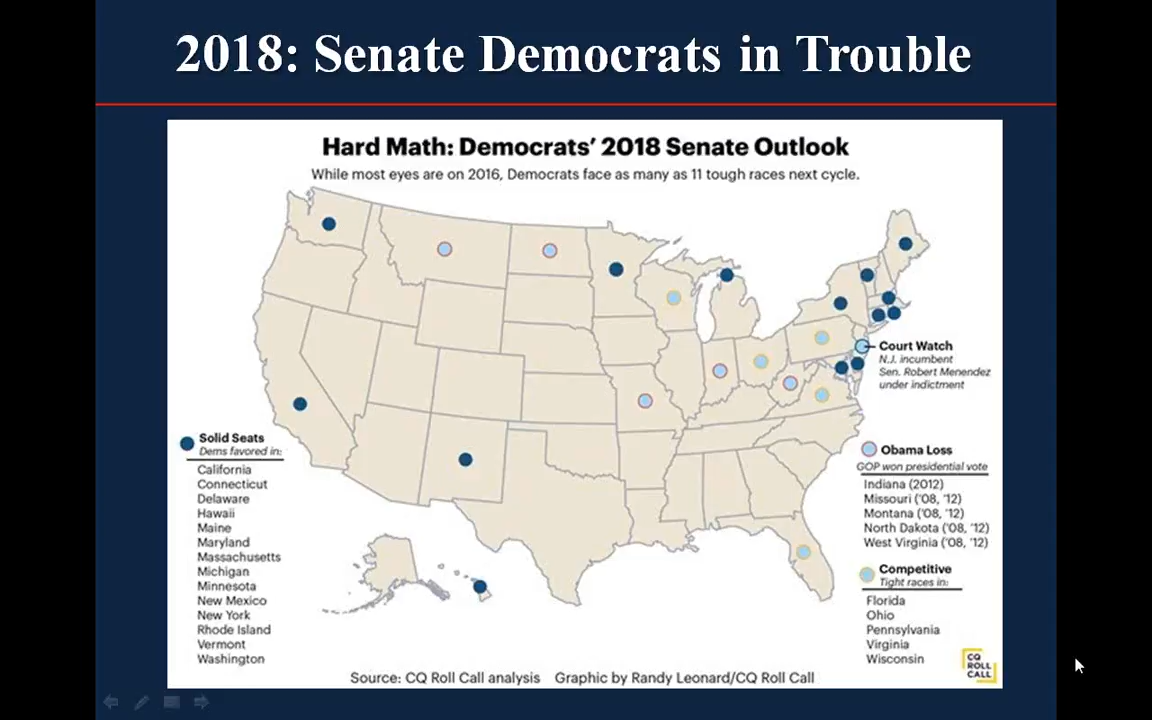 2018: Senate Democrats in Trouble
Hard Math: Democrats' 2018 Senate Outlook
While most eyes are on 2016, Democrats face as many as 11 tough races next cycle.
Court Watch
N.J. incumbent
Sen. Robert Menendez
under indictment
Solid Seats
Dems favored in:
California
Connecticut
Delaware
Hawaii
Maine
Maryland
Massachusetts
Michigan
Minnesota
New Mexico
New York
Rhode Island
Vermont
Washington
Obama Loss
GOP won presidential vote
Indiana (2012)
Missouri ('08, '12)
Montana ('08, '12)
North Dakota ('08, '12)
West Virginia ('08, '12)
Competitive
Tight races in:
Florida
Ohio
Pennsylvania
Virginia
Wisconsin
CQ
ROLL
CALL
Source: CQ Roll Call analysis Graphic by Randy Leonard/CQ Roll Call